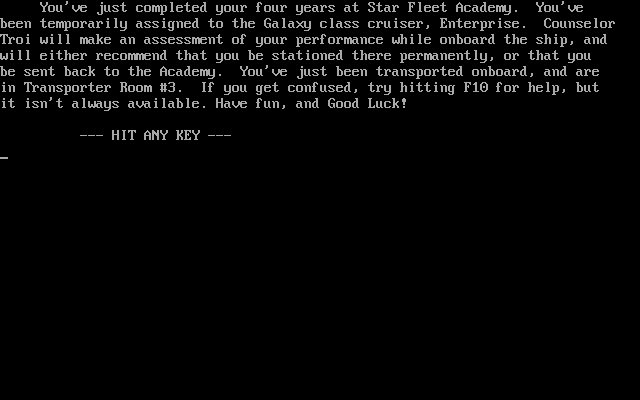 You've just completed your four years at Star Fleet Academy.  You've
been temporarily assigned to the Galaxy class cruiser, Enterprise.  Counselor
Troi will make an assessment of your performance while onboard the ship, and
will either recommend that you be stationed there permanently, or that you
be sent back to the Academy.  You've just been transported onboard, and are
in Transporter Room #3.  If you get confused, try hitting F10 for help, but
it isn't always available. Have fun, and Good Luck!
--- HIT ANY KEY ---